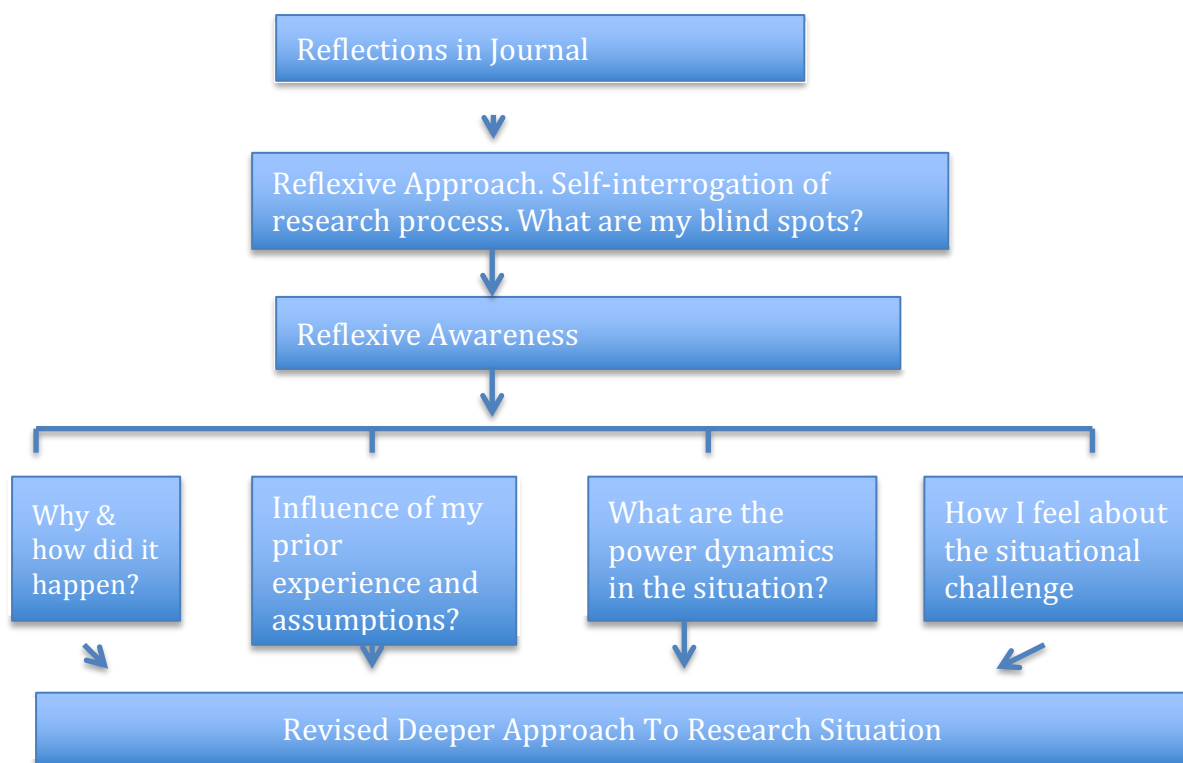 Reflections in Journal
Reflexive Approach. Self-interrogation of
research process. What are my blind spots?
Reflexive Awareness
Why &
how did it
happen?
Influence of my
prior
experience and
assumptions?
What are the
power dynamics
in the situation?
How I feel about
the situational
challenge
Revised Deeper Approach To Research Situation